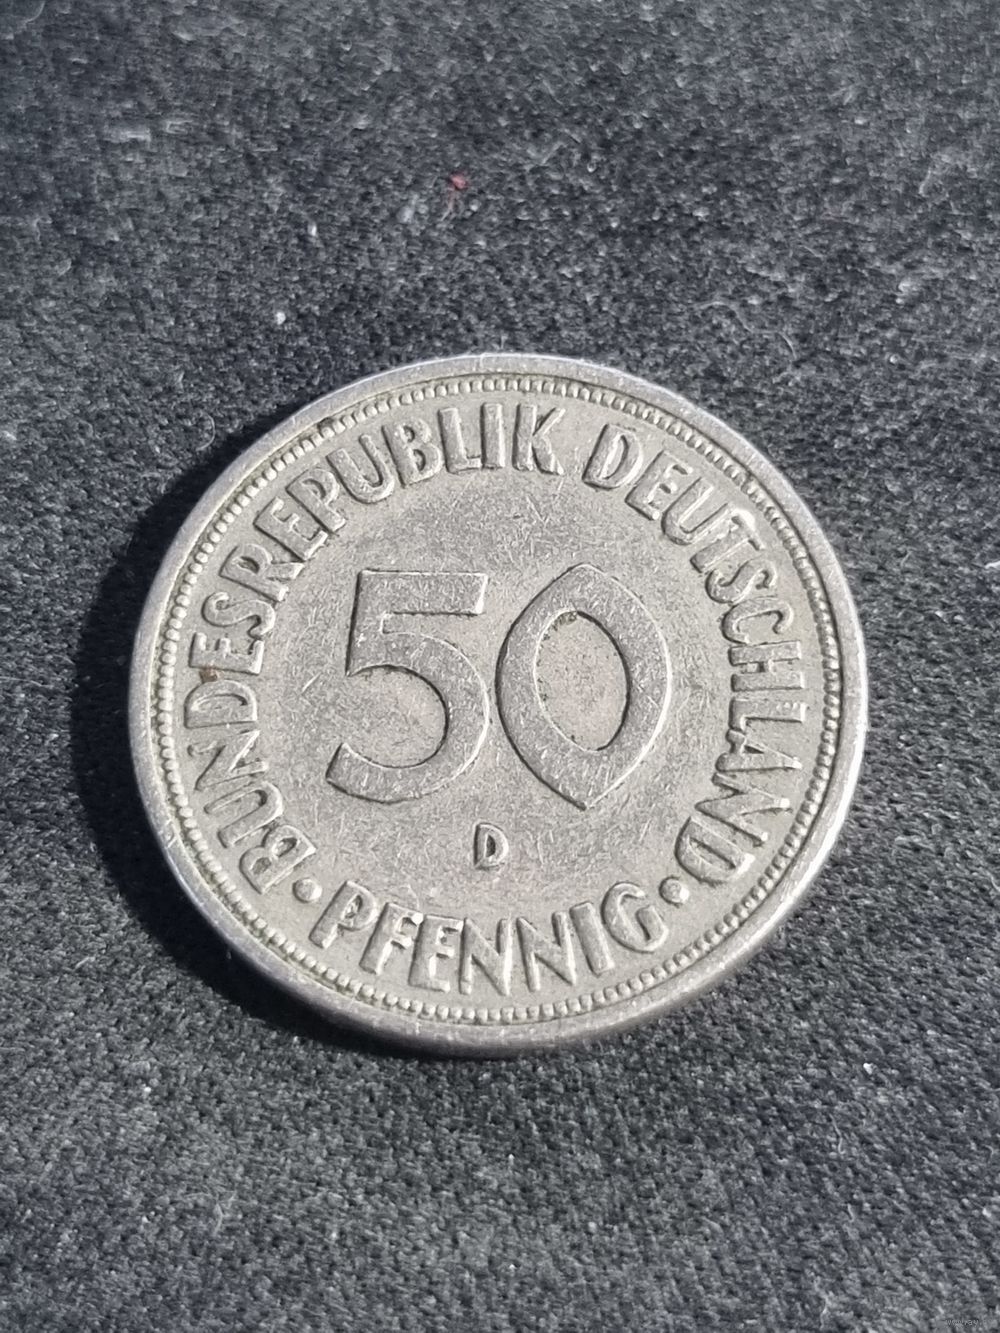 BUNDESREPUBLIK DEUTSCHLAND
50
D
• PFENNIG •